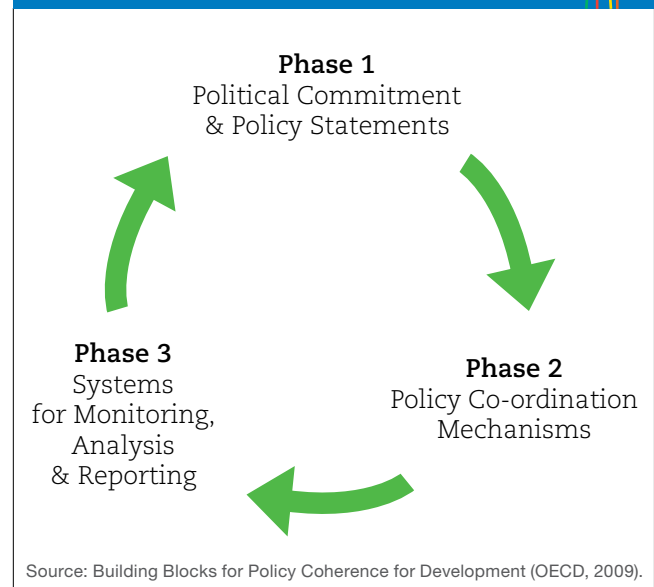 Phase 1
Political Commitment
& Policy Statements
Phase 2
Policy Co-ordination
Mechanisms
Phase 3
Systems
for Monitoring,
Analysis
& Reporting
Source: Building Blocks for Policy Coherence for Development (OECD, 2009).